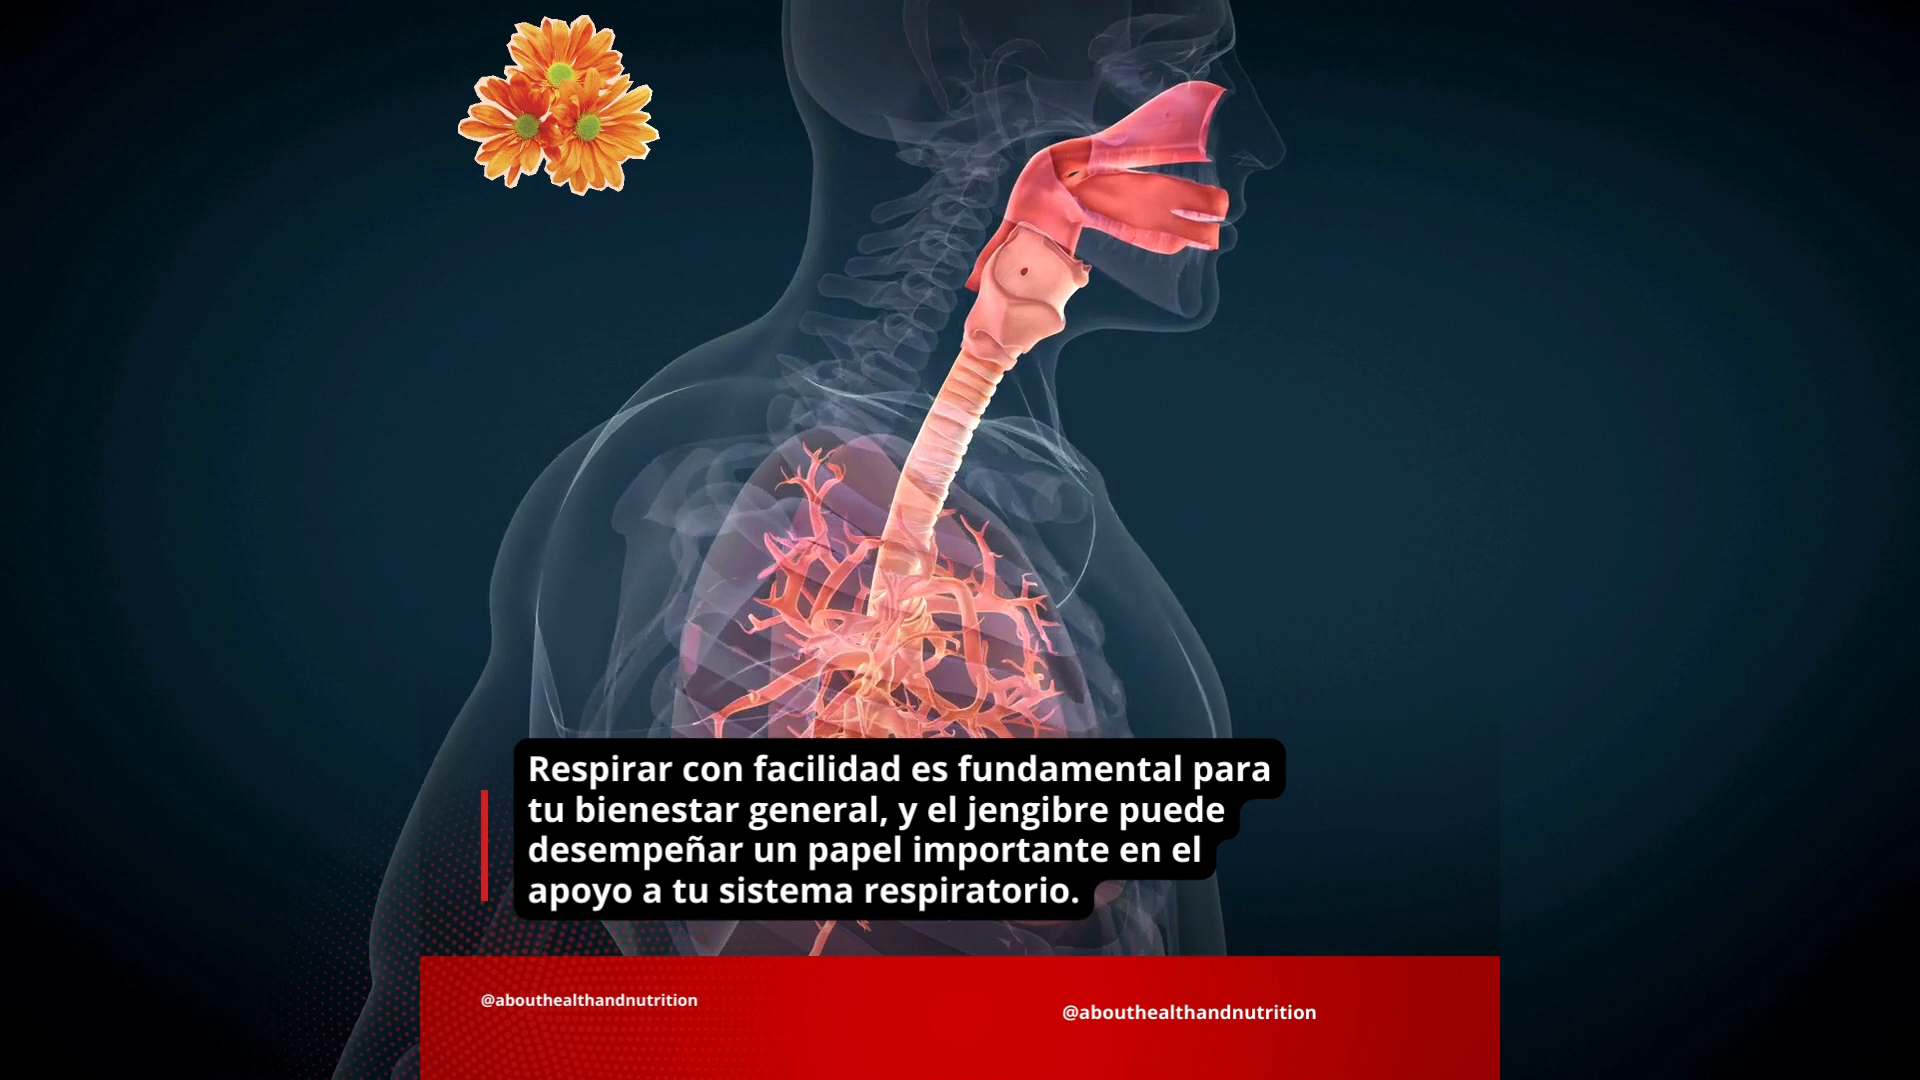 Respirar con facilidad es fundamental para
tu bienestar general, y el jengibre puede
desempeñar un papel importante en el
apoyo a tu sistema respiratorio.
@abouthealthandnutrition
@abouthealthandnutrition